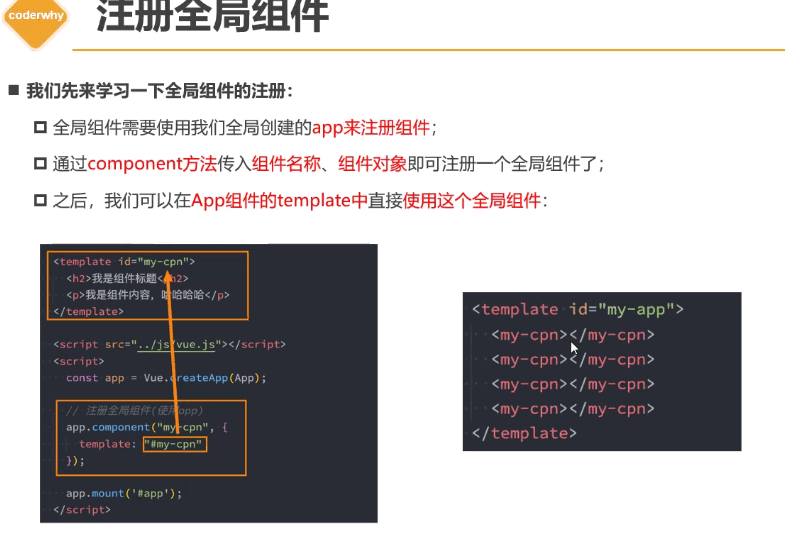 coderwhy
注册全局组件
我们先来学习一下全局组件的注册：
全局组件需要使用我们全局创建的app来注册组件；
通过component方法传入组件名称、组件对象即可注册一个全局组件了；
之后，我们可以在App组件的template中直接使用这个全局组件：
<template id="my-cpn">
<h2>我是组件标题</h2>
<p>我是组件内容，哈哈哈哈</p>
</template>
<script src="../js/vue.js"></script>
<script>
const app = Vue.createApp(App);
// 注册全局组件(使用app)
app.component("my-cpn", {
template: "#my-cpn"
});
app.mount('#app');
</script>
<template id="my-app">
<my-cpn></my-cpn>
<my-cpn></my-cpn>
<my-cpn></my-cpn>
<my-cpn></my-cpn>
</template>